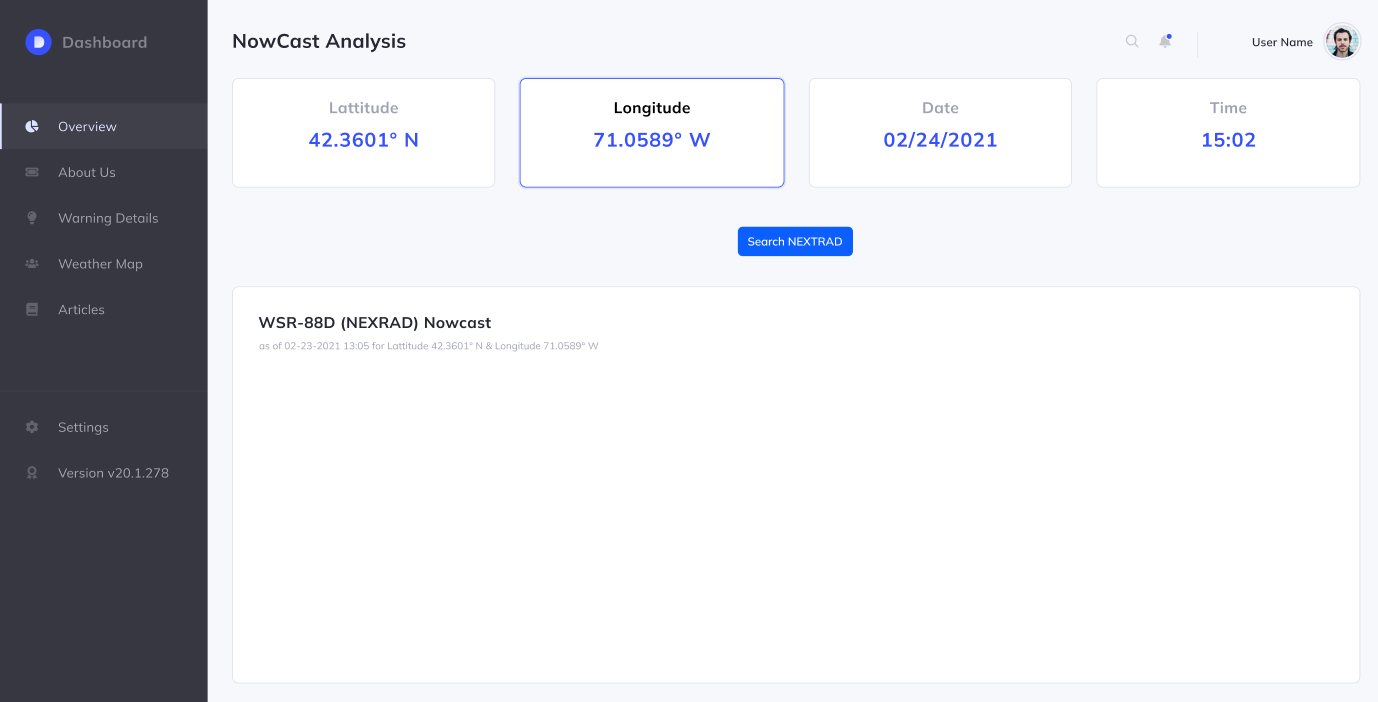 Dashboard
NowCast Analysis
User Name
Lattitude
42.3601° N
Longitude
71.0589° W
Date
02/24/2021
Time
15:02
Overview
About Us
Warning Details
Weather Map
Articles
Settings
Version v20.1.278
Search NEXTRAD
WSR-88D (NEXRAD) Nowcast
as of 02-23-2021 13:05 for Lattitude 42.3601° N & Longitude 71.0589° W